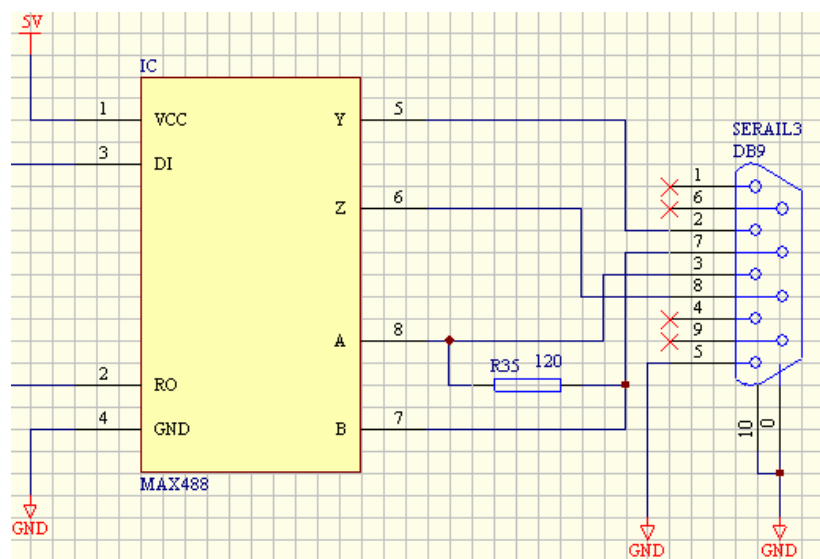 5V
IC
1
VCC
Y
5
3
DI
Z
6
A
8
2
RO
4
GND
B
7
MAX488
GND
R35 120
SERAIL3
DB9
1
6
2
7
3
8
4
9
5
10
0
GND
GND